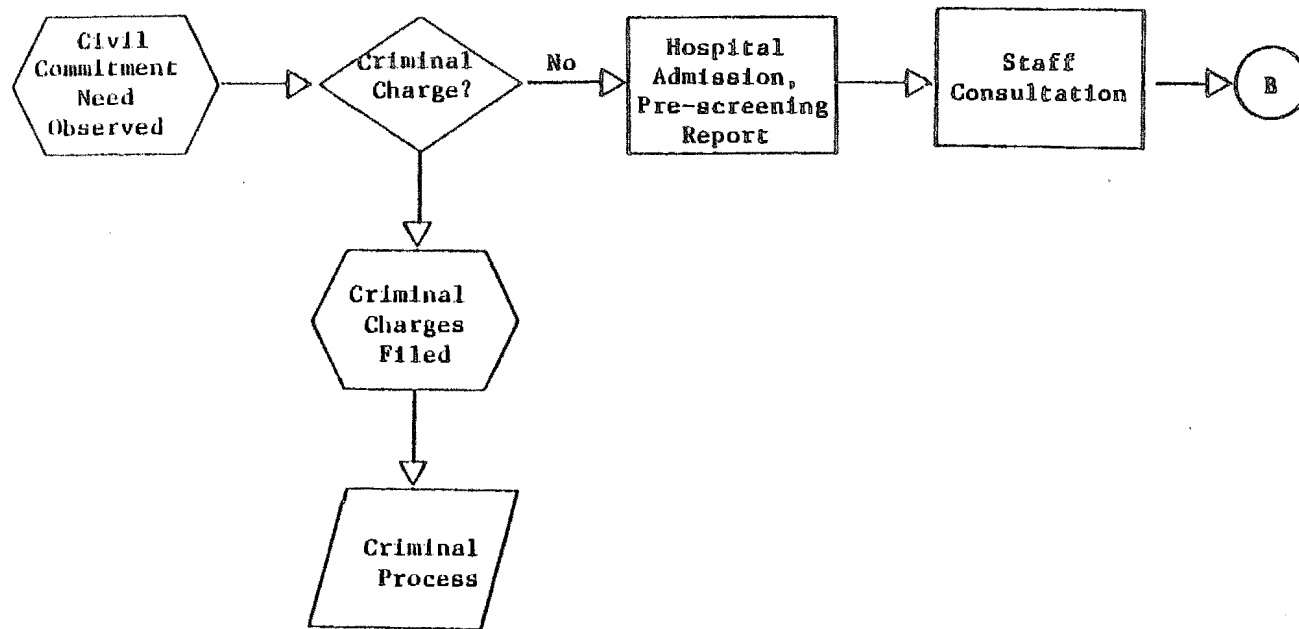 Civil
Commitment
Need
Observed
Criminal
Charge?
No
Hospital
Admission,
Pre-screening
Report
Staff
Consultation
B
Criminal
Charges
Filed
Criminal
Process